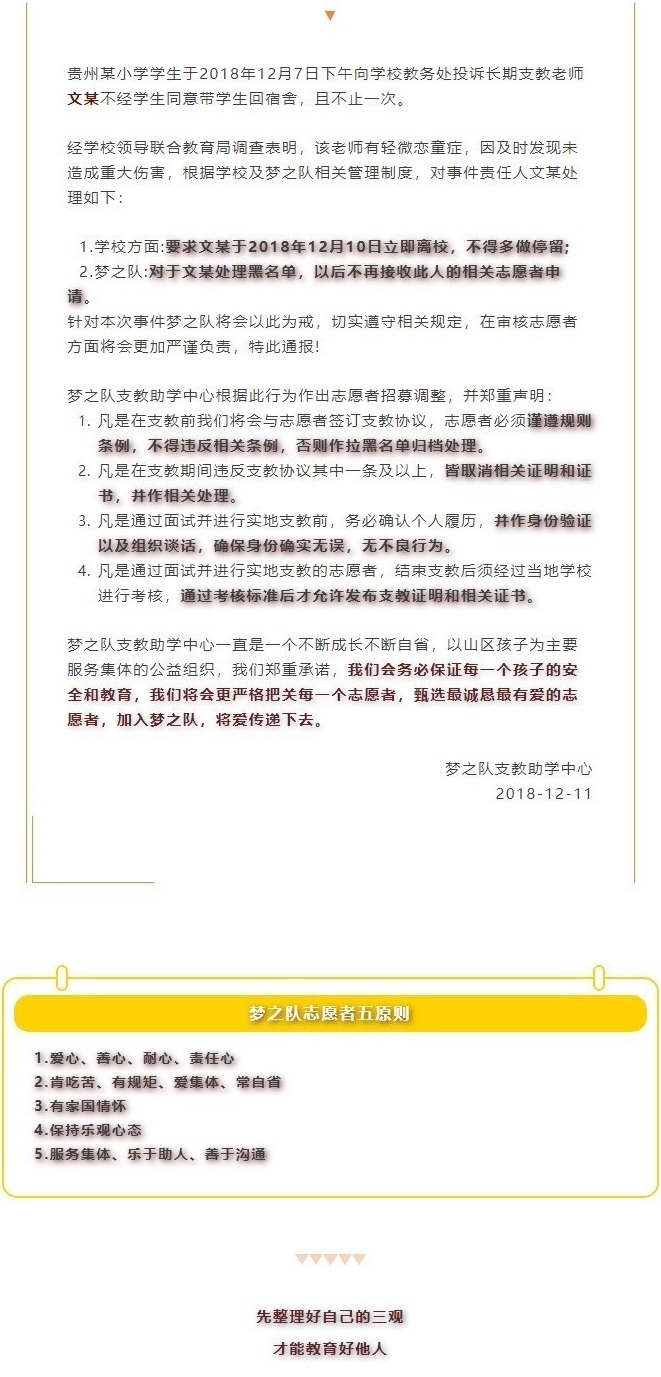 贵州某小学学生于2018年12月7日下午向学校教务处投诉长期支教老师
文某不经学生同意带学生回宿舍，且不止一次。
经学校领导联合教育局调查表明，该老师有轻微恋童症，因及时发现未
造成重大伤害，根据学校及梦之队相关管理制度，对事件责任人文某处
理如下：
1.学校方面:要求文某于2018年12月10日立即离校，不得多做停留;
2.梦之队:对于文某处理黑名单，以后不再接收此人的相关志愿者申
请。
针对本次事件梦之队将会以此为戒，切实遵守相关规定，在审核志愿者
方面将会更加严谨负责，特此通报!
梦之队支教助学中心根据此行为作出志愿者招募调整，并郑重声明：
1. 凡是在支教前我们将会与志愿者签订支教协议，志愿者必须谨遵规则
条例，不得违反相关条例，否则作拉黑名单归档处理。
2. 凡是在支教期间违反支教协议其中一条及以上，皆取消相关证明和证
书，并作相关处理。
3. 凡是通过面试并进行实地支教前，务必确认个人履历，并作身份验证
以及组织谈话，确保身份确实无误，无不良行为。
4. 凡是通过面试并进行实地支教的志愿者，结束支教后须经过当地学校
进行考核，通过考核标准后才允许发布支教证明和相关证书。
梦之队支教助学中心一直是一个不断成长不断自省，以山区孩子为主要
服务集体的公益组织，我们郑重承诺，我们会务必保证每一个孩子的安
全和教育，我们将会更严格把关每一个志愿者，甄选最诚恳最有爱的志
愿者，加入梦之队，将爱传递下去。
梦之队支教助学中心
2018-12-11
梦之队志愿者五原则
1.爱心、善心、耐心、责任心
2.肯吃苦、有规矩、爱集体、常自省
3.有家国情怀
4.保持乐观心态
5.服务集体、乐于助人、善于沟通
先整理好自己的三观
才能教育好他人